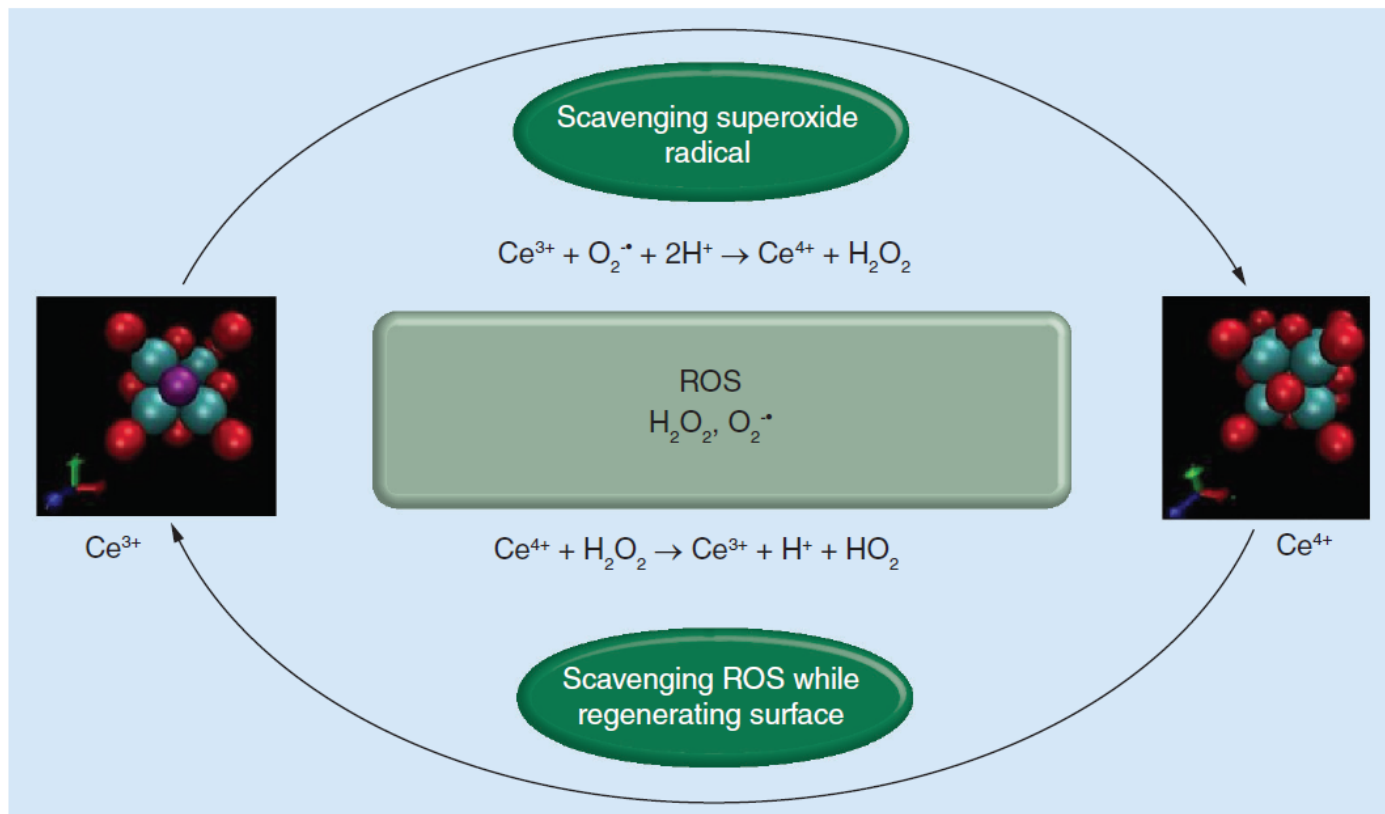 Scavenging superoxide
radical
Ce³⁺ + O₂⁻• + 2H⁺ → Ce⁴⁺ + H₂O₂
ROS
H₂O₂, O₂⁻•
Ce³⁺
Ce⁴⁺ + H₂O₂ → Ce³⁺ + H⁺ + HO₂
Ce⁴⁺
Scavenging ROS while
regenerating surface